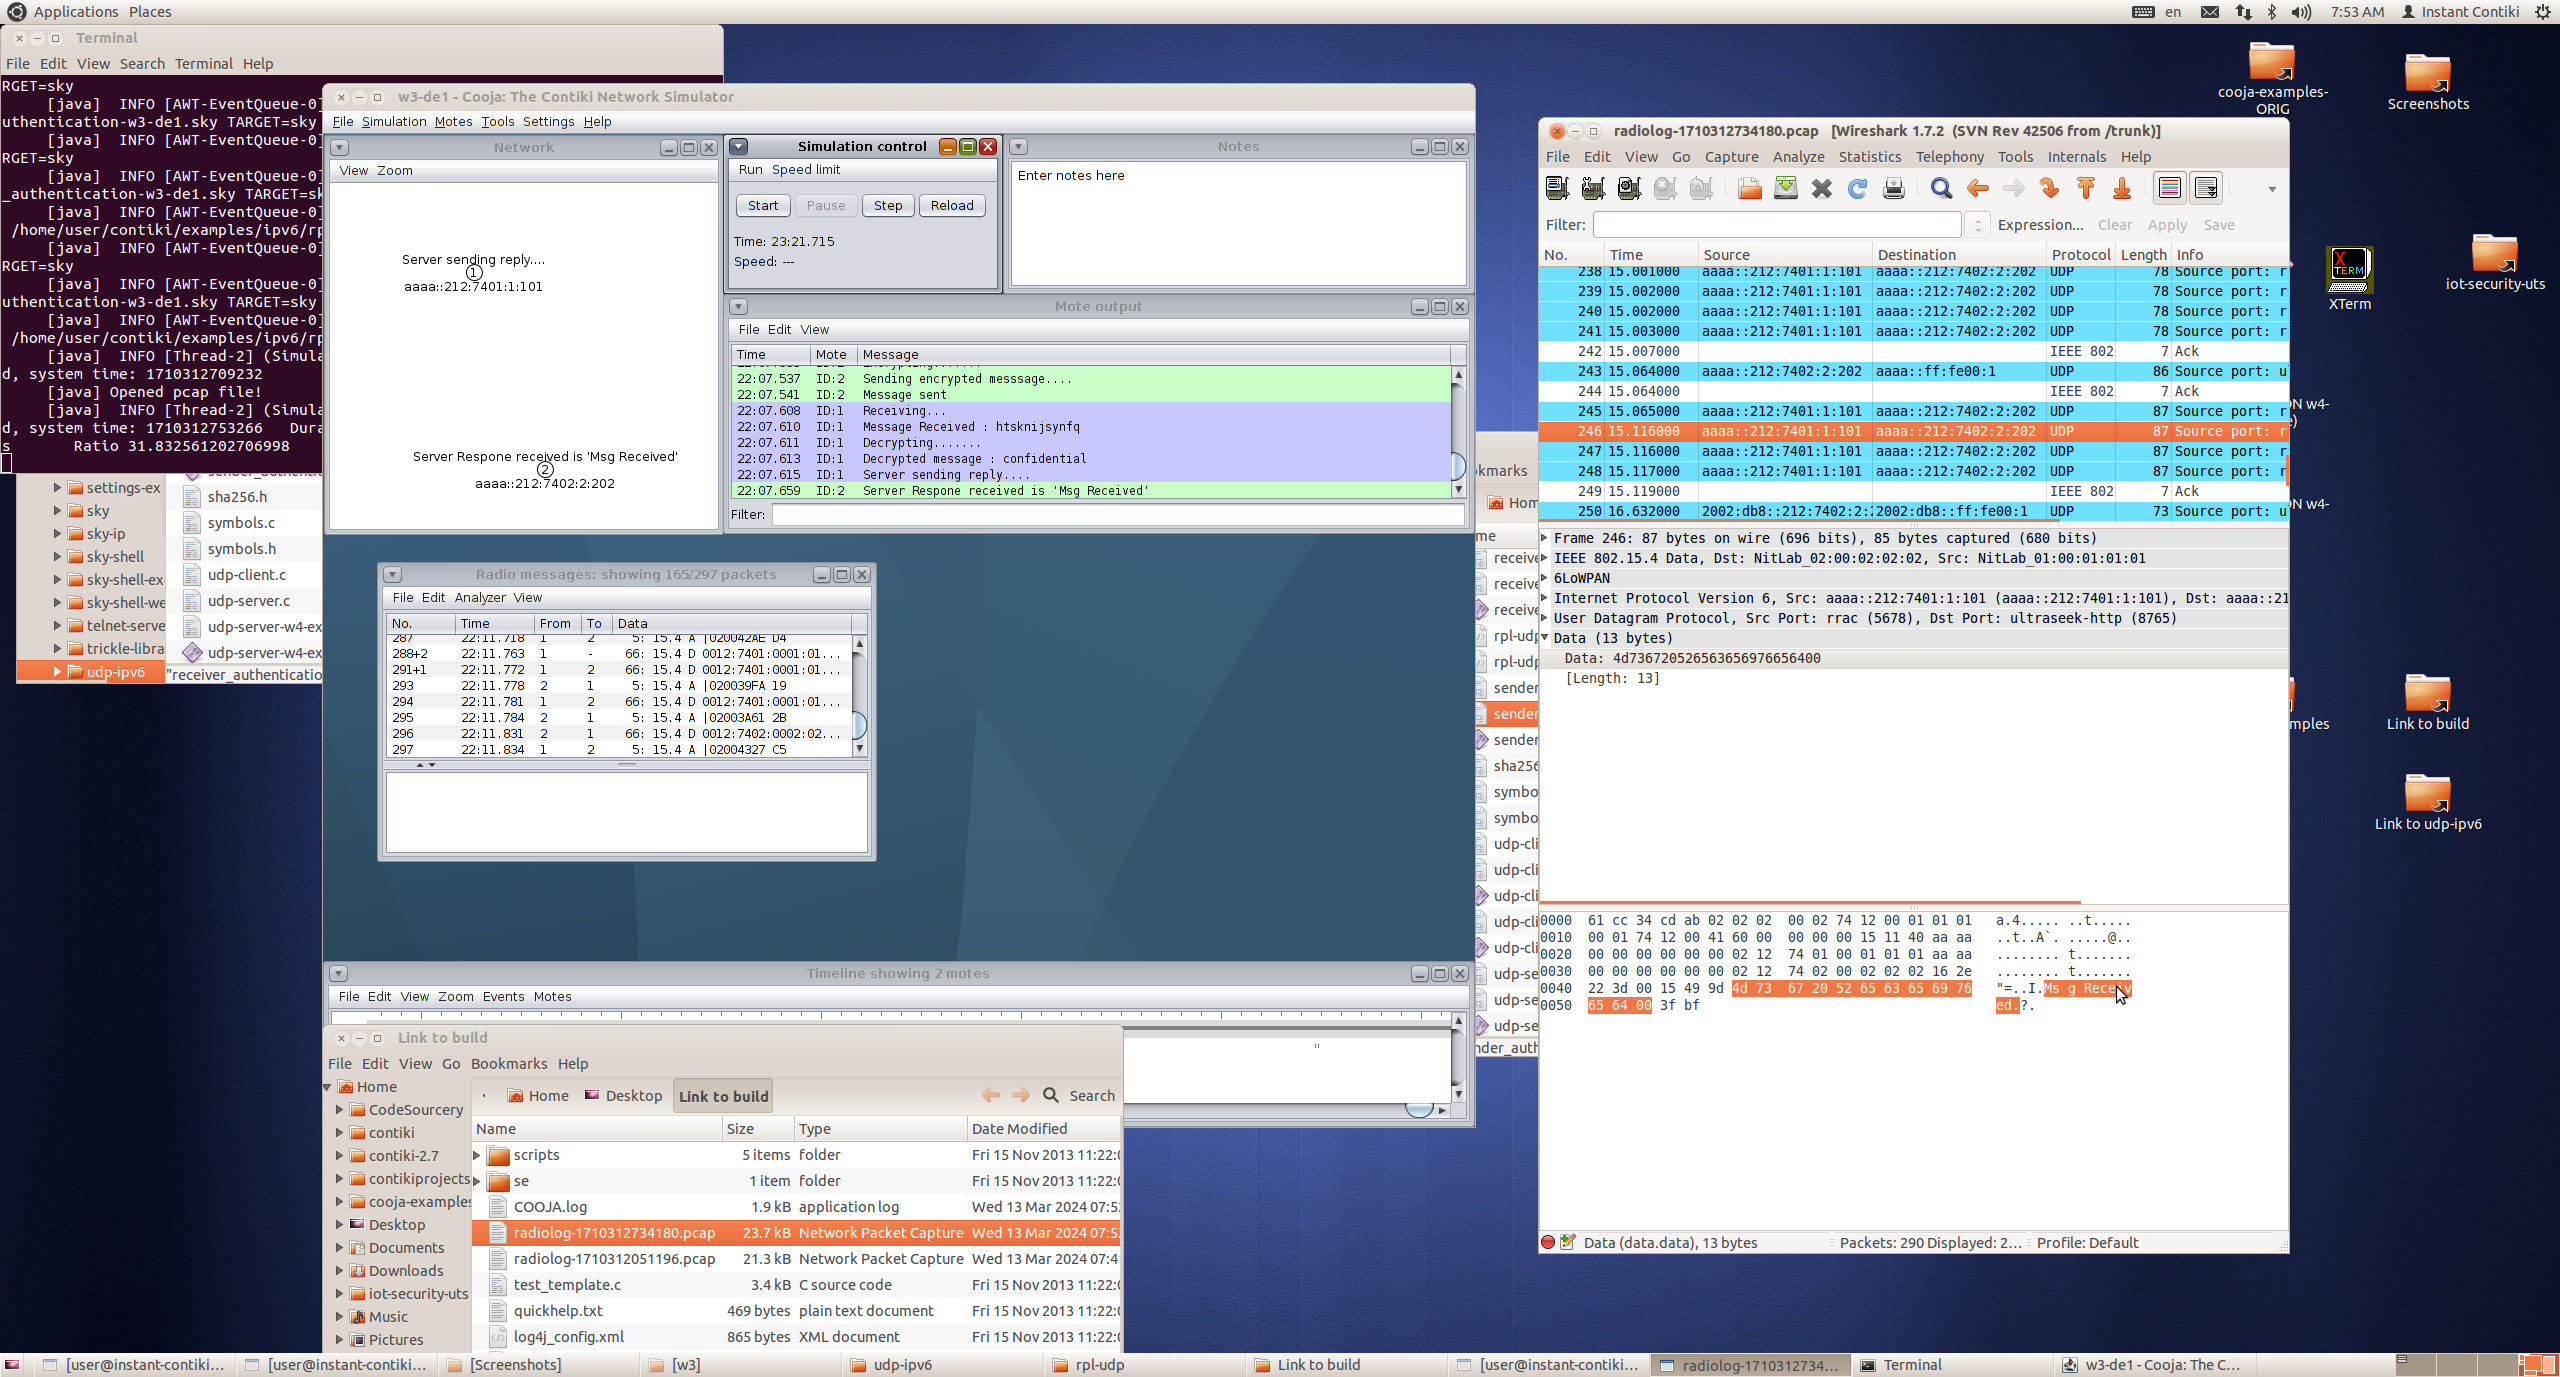 Applications Places
en 7:53 AM Instant Contiki
Terminal
File Edit View Search Terminal Help
RGET=sky
[java] INFO [AWT-EventQueue-0]
uthentication-w3-de1.sky TARGET=sky
[java] INFO [AWT-EventQueue-0]
RGET=sky
[java] INFO [AWT-EventQueue-0]
_authentication-w3-de1.sky TARGET=sk
[java] INFO [AWT-EventQueue-0]
/home/user/contiki/examples/ipv6/rp
[java] INFO [AWT-EventQueue-0]
RGET=sky
[java] INFO [AWT-EventQueue-0]
uthentication-w3-de1.sky TARGET=sky
[java] INFO [AWT-EventQueue-0]
/home/user/contiki/examples/ipv6/rp
[java] INFO [Thread-2] (Simula
d, system time: 1710312709232
[java] Opened pcap file!
[java] INFO [Thread-2] (Simula
d, system time: 1710312753266 Dura
s Ratio 31.832561202706998
settings-ex
sky
sky-ip
sky-shell
sky-shell-ex
sky-shell-we
telnet-serve
trickle-libra
udp-ipv6
sha256.h
symbols.c
symbols.h
udp-client.c
udp-server.c
udp-server-w4-ex
udp-server-w4-ex
"receiver_authenticatio
w3-de1 - Cooja: The Contiki Network Simulator
File Simulation Motes Tools Settings Help
Network
View Zoom
Server sending reply....
1
aaaa::212:7401:1:101
Server Respone received is 'Msg Received'
2
aaaa::212:7402:2:202
Simulation control
Run Speed limit
Start Pause Step Reload
Time: 23:21.715
Speed: ---
Notes
Enter notes here
Mote output
File Edit View
Time Mote Message
22:07.537 ID:2 Sending encrypted messsage....
22:07.541 ID:2 Message sent
22:07.608 ID:1 Receiving...
22:07.610 ID:1 Message Received : htsknijsynfq
22:07.611 ID:1 Decrypting.......
22:07.613 ID:1 Decrypted message : confidential
22:07.615 ID:1 Server sending reply....
22:07.659 ID:2 Server Respone received is 'Msg Received'
Filter:
Radio messages: showing 165/297 packets
File Edit Analyzer View
No. Time From To Data
287 22:11.718 1 2 5: 15.4 A |020042AE D4
288+2 22:11.763 1 - 66: 15.4 D 0012:7401:0001:01...
291+1 22:11.772 1 2 66: 15.4 D 0012:7401:0001:01...
293 22:11.778 2 1 5: 15.4 A |020039FA 19
294 22:11.781 1 2 66: 15.4 D 0012:7401:0001:01...
295 22:11.784 2 1 5: 15.4 A |02003A61 2B
296 22:11.831 2 1 66: 15.4 D 0012:7402:0002:02...
297 22:11.834 1 2 5: 15.4 A |02004327 C5
Timeline showing 2 motes
File Edit View Zoom Events Motes
Link to build
File Edit View Go Bookmarks Help
Home
CodeSourcery
contiki
contiki-2.7
contikiprojects
cooja-examples
Desktop
Documents
Downloads
iot-security-uts
Music
Pictures
Home Desktop Link to build Search
Name Size Type Date Modified
scripts 5 items folder Fri 15 Nov 2013 11:22:0
se 1 item folder Fri 15 Nov 2013 11:22:0
COOJA.log 1.9 kB application log Wed 13 Mar 2024 07:5
radiolog-1710312734180.pcap 23.7 kB Network Packet Capture Wed 13 Mar 2024 07:5
radiolog-1710312051196.pcap 21.3 kB Network Packet Capture Wed 13 Mar 2024 07:4
test_template.c 3.4 kB C source code Fri 15 Nov 2013 11:22:0
quickhelp.txt 469 bytes plain text document Fri 15 Nov 2013 11:22:0
log4j_config.xml 865 bytes XML document Fri 15 Nov 2013 11:22:0
kmarks
Hom
me
receive
receive
receive
rpl-udp
rpl-udp
sender
sender
sender
sha256
symbo
symbo
udp-cli
udp-cli
udp-cli
udp-cli
udp-cli
udp-se
udp-se
udp-se
nder_auth
radiolog-1710312734180.pcap [Wireshark 1.7.2 (SVN Rev 42506 from /trunk)]
File Edit View Go Capture Analyze Statistics Telephony Tools Internals Help
Filter: Expression... Clear Apply Save
No. Time Source Destination Protocol Length Info
238 15.001000 aaaa::212:7401:1:101 aaaa::212:7402:2:202 UDP 78 Source port: r
239 15.002000 aaaa::212:7401:1:101 aaaa::212:7402:2:202 UDP 78 Source port: r
240 15.002000 aaaa::212:7401:1:101 aaaa::212:7402:2:202 UDP 78 Source port: r
241 15.003000 aaaa::212:7401:1:101 aaaa::212:7402:2:202 UDP 78 Source port: r
242 15.007000 IEEE 802 7 Ack
243 15.064000 aaaa::212:7402:2:202 aaaa::ff:fe00:1 UDP 86 Source port: u
244 15.064000 IEEE 802 7 Ack
245 15.065000 aaaa::212:7401:1:101 aaaa::212:7402:2:202 UDP 87 Source port: r
246 15.116000 aaaa::212:7401:1:101 aaaa::212:7402:2:202 UDP 87 Source port: r
247 15.116000 aaaa::212:7401:1:101 aaaa::212:7402:2:202 UDP 87 Source port: r
248 15.117000 aaaa::212:7401:1:101 aaaa::212:7402:2:202 UDP 87 Source port: r
249 15.119000 IEEE 802 7 Ack
250 16.632000 2002:db8::212:7402:2: 2002:db8::ff:fe00:1 UDP 73 Source port: u
Frame 246: 87 bytes on wire (696 bits), 85 bytes captured (680 bits)
IEEE 802.15.4 Data, Dst: NitLab_02:00:02:02:02, Src: NitLab_01:00:01:01:01
6LoWPAN
Internet Protocol Version 6, Src: aaaa::212:7401:1:101 (aaaa::212:7401:1:101), Dst: aaaa::21
User Datagram Protocol, Src Port: rrac (5678), Dst Port: ultraseek-http (8765)
Data (13 bytes)
Data: 4d7367205265636569766564​00
[Length: 13]
0000 61 cc 34 cd ab 02 02 02 00 02 74 12 00 01 01 01 a.4..... ..t.....
0010 00 01 74 12 00 41 60 00 00 00 00 15 11 40 aa aa ..t..A`. .....@..
0020 00 00 00 00 00 00 02 12 74 01 00 01 01 01 aa aa ........ t.......
0030 00 00 00 00 00 00 02 12 74 02 00 02 02 02 16 2e ........ t.......
0040 22 3d 00 15 49 9d 4d 73 67 20 52 65 63 65 69 76 "=..I.Ms g Receiv
0050 65 64 00 3f bf ed.?.
Data (data.data), 13 bytes Packets: 290 Displayed: 2... Profile: Default
cooja-examples-
ORIG
Screenshots
XTerm
iot-security-uts
N w4-
N w4-
mples
Link to build
Link to udp-ipv6
[user@instant-contiki... [user@instant-contiki... [Screenshots] [w3] udp-ipv6 rpl-udp Link to build [user@instant-contiki... radiolog-1710312734... Terminal w3-de1 - Cooja: The C...